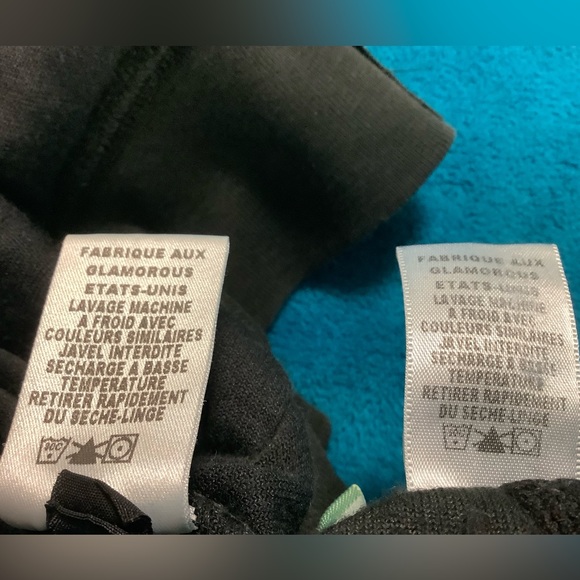 FABRIQUE AUX
GLAMOROUS
ETATS-UNIS
LAVAGE MACHINE
A FROID AVEC
COULEURS SIMILAIRES
JAVEL INTERDITE
SECHARGE A BASSE
TEMPERATURE
RETIRER RAPIDEMENT
DU SECHE-LINGE
FABRIQUE AUX
GLAMOROUS
ETATS-UNIS
LAVAGE MACHINE
A FROID AVEC
COULEURS SIMILAIRES
JAVEL INTERDITE
SECHARGE A BASSE
TEMPERATURE
RETIRER RAPIDEMENT
DU SECHE-LINGE